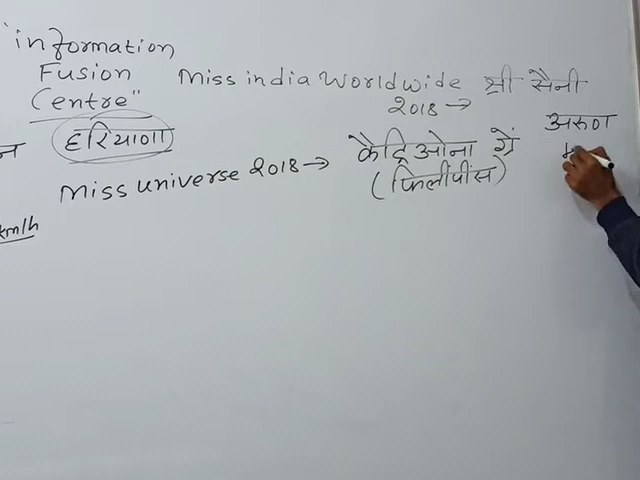 "information
Fusion
Centre"
हरियाणा
न
Miss india Worldwide 2018 → श्री सैनी
Miss universe 2018 → कैट्रिओना ग्रे
(फिलीपींस)
अरुण
km/h